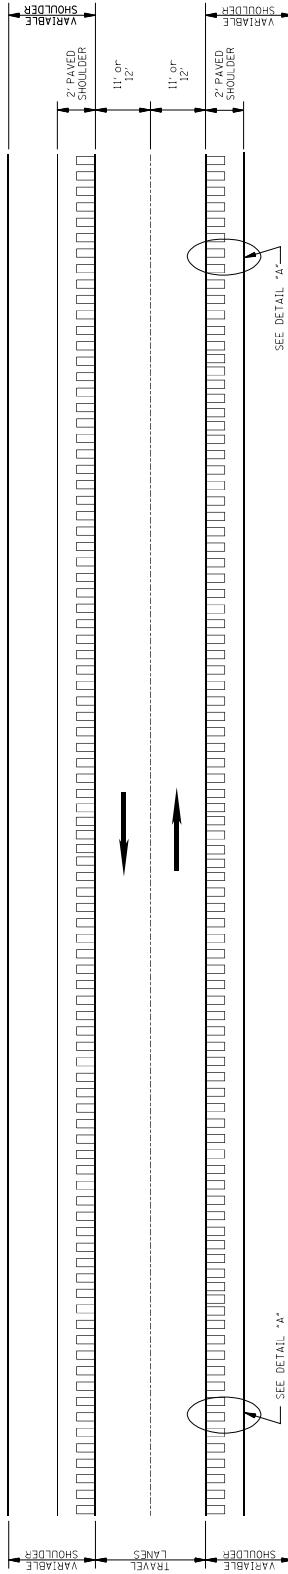 VARIABLE
SHOULDER
2' PAVED
SHOULDER
11' or
12'
11' or
12'
2' PAVED
SHOULDER
VARIABLE
SHOULDER
SEE DETAIL "A"
SEE DETAIL "A"
VARIABLE
SHOULDER
TRAVEL
LANES
VARIABLE
SHOULDER